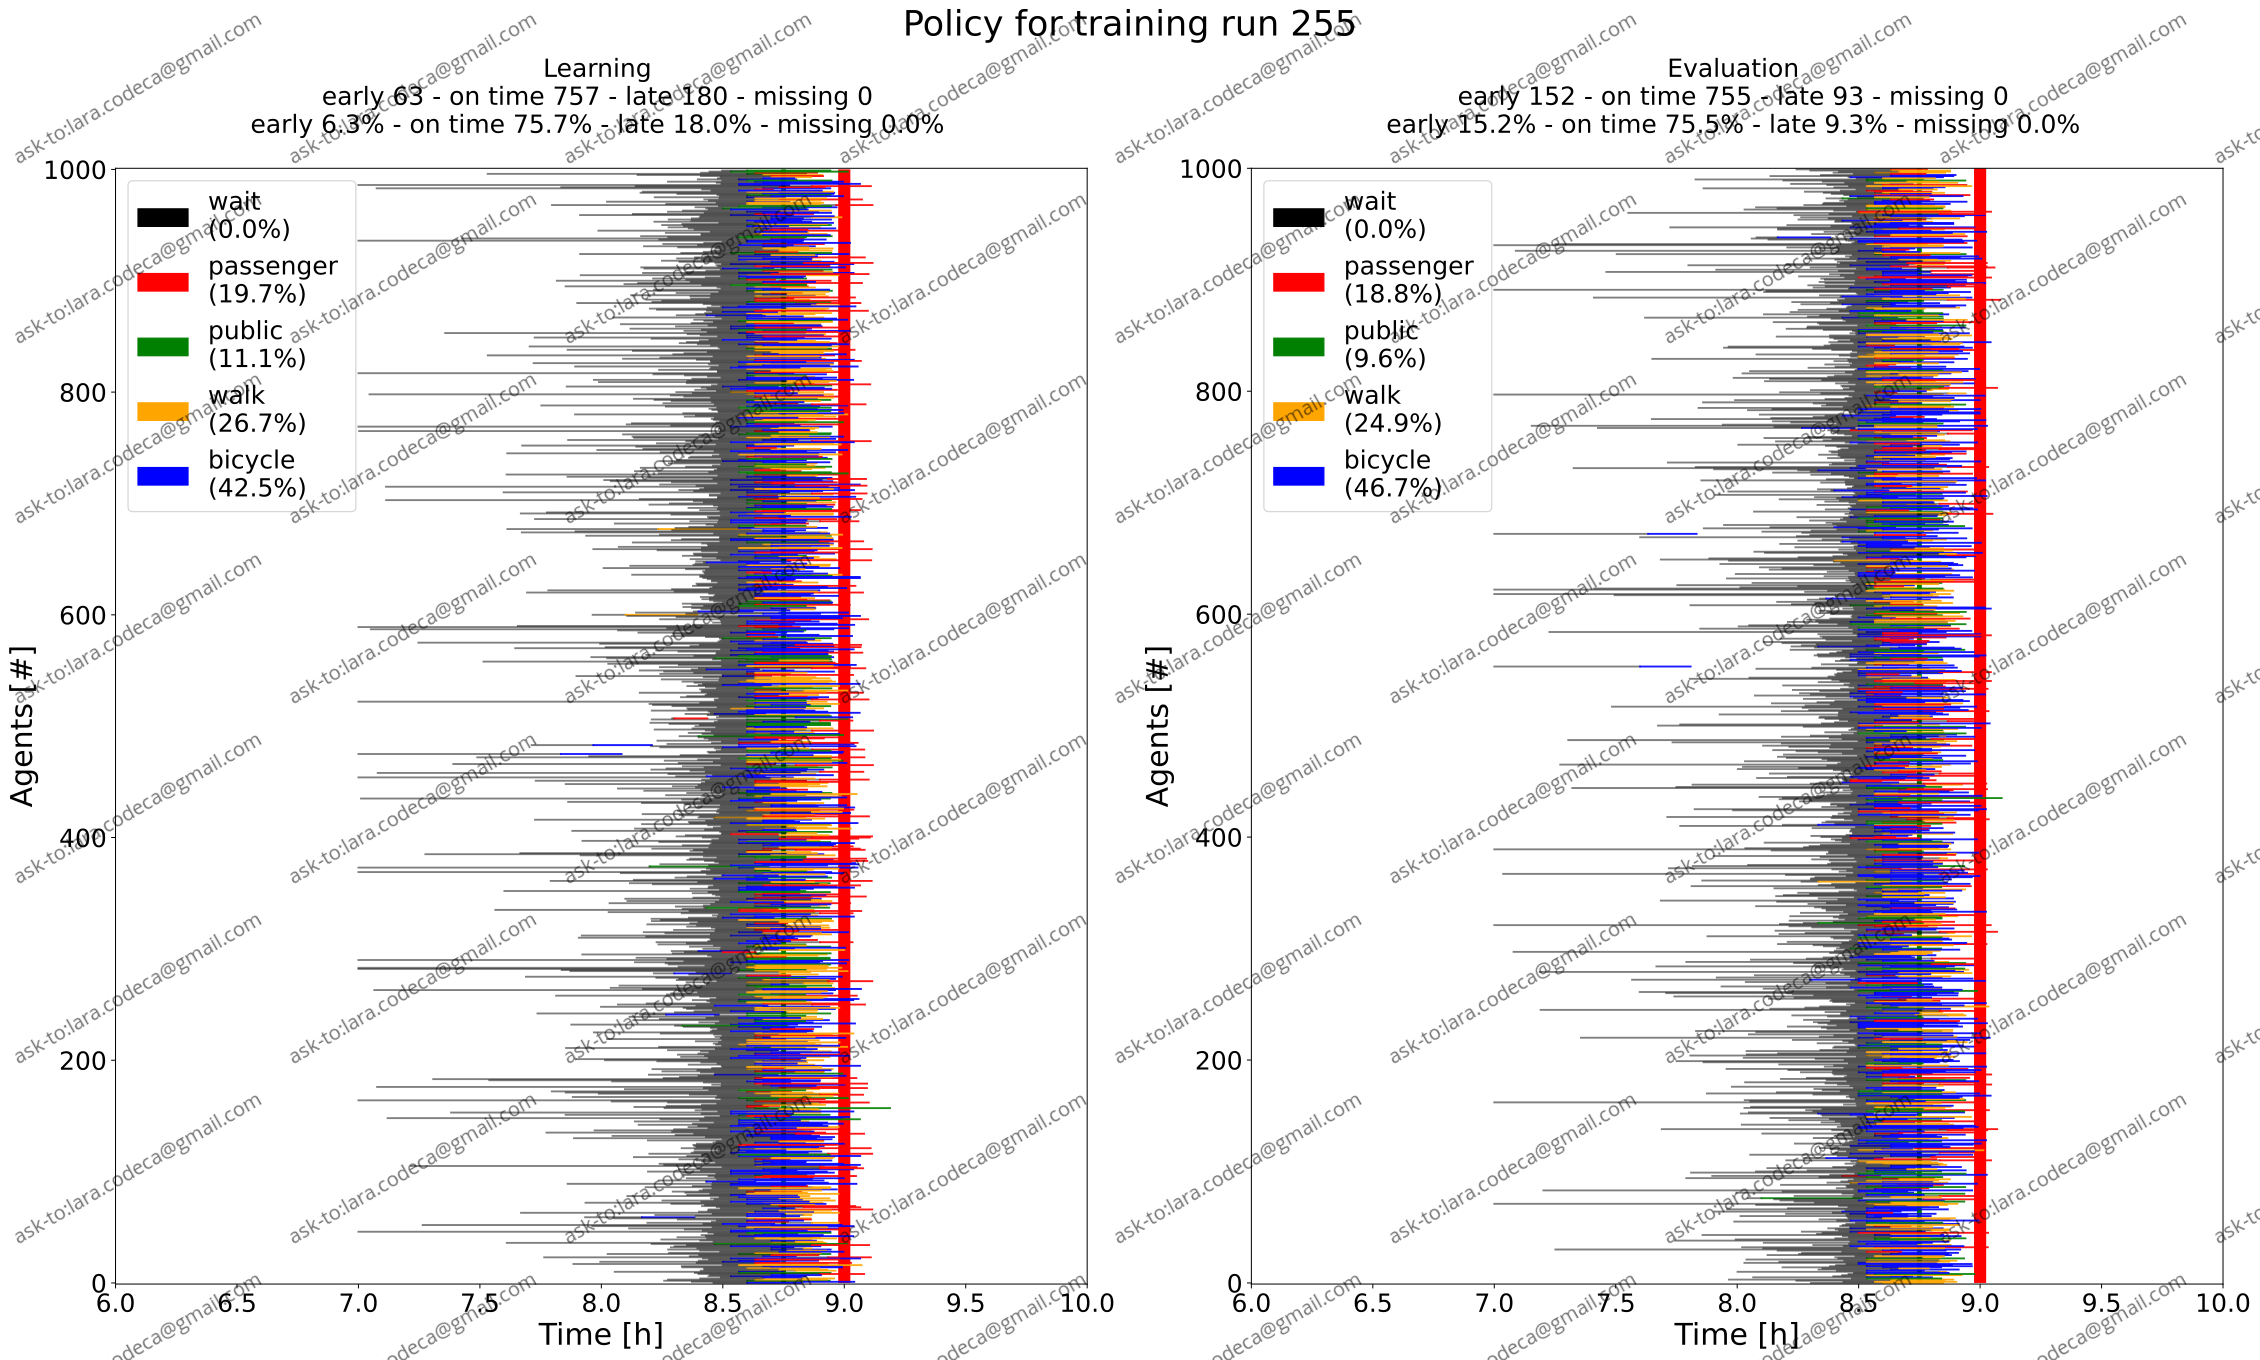 Policy for training run 255
Learning
early 63 - on time 757 - late 180 - missing 0
early 6.3% - on time 75.7% - late 18.0% - missing 0.0%
1000
800
600
400
200
0
Agents [#]
wait
(0.0%)
passenger
(19.7%)
public
(11.1%)
walk
(26.7%)
bicycle
(42.5%)
6.0 6.5 7.0 7.5 8.0 8.5 9.0 9.5 10.0
Time [h]
Evaluation
early 152 - on time 755 - late 93 - missing 0
early 15.2% - on time 75.5% - late 9.3% - missing 0.0%
1000
800
600
400
200
0
Agents [#]
wait
(0.0%)
passenger
(18.8%)
public
(9.6%)
walk
(24.9%)
bicycle
(46.7%)
6.0 6.5 7.0 7.5 8.0 8.5 9.0 9.5 10.0
Time [h]
ask-to:lara.codeca@gmail.com